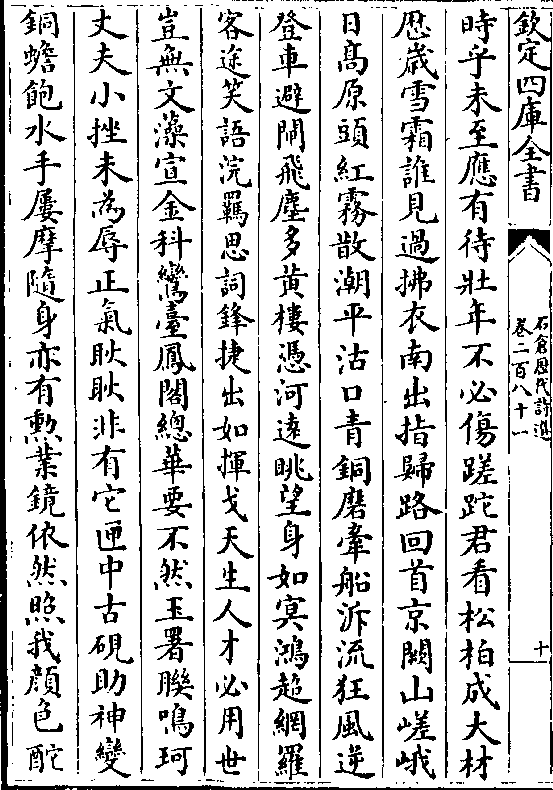 欽定四庫全書
石倉歷代詩選
卷二百八十一
十
時乎未至應有待壯年不必傷蹉跎君看松柏成大材
歴歳雪霜誰見過拂衣南出指歸路回首京闕山嵯峨
日髙原頭紅霧散潮平沽口青銅磨牽船泝流狂風逆
登車避閘飛塵多黄樓憑河逺眺望身如㝠鴻超網羅
客途笑語浣羈思詞鋒捷出如揮戈天生人才必用世
豈無文藻宣金科鸞臺鳳閣總華要不然玉署聯鳴珂
丈夫小挫未為辱正氣耿耿非有它匣中古硯助神變
銅蟾飽水手屢摩隨身亦有勲業鏡依然照我顔色酡